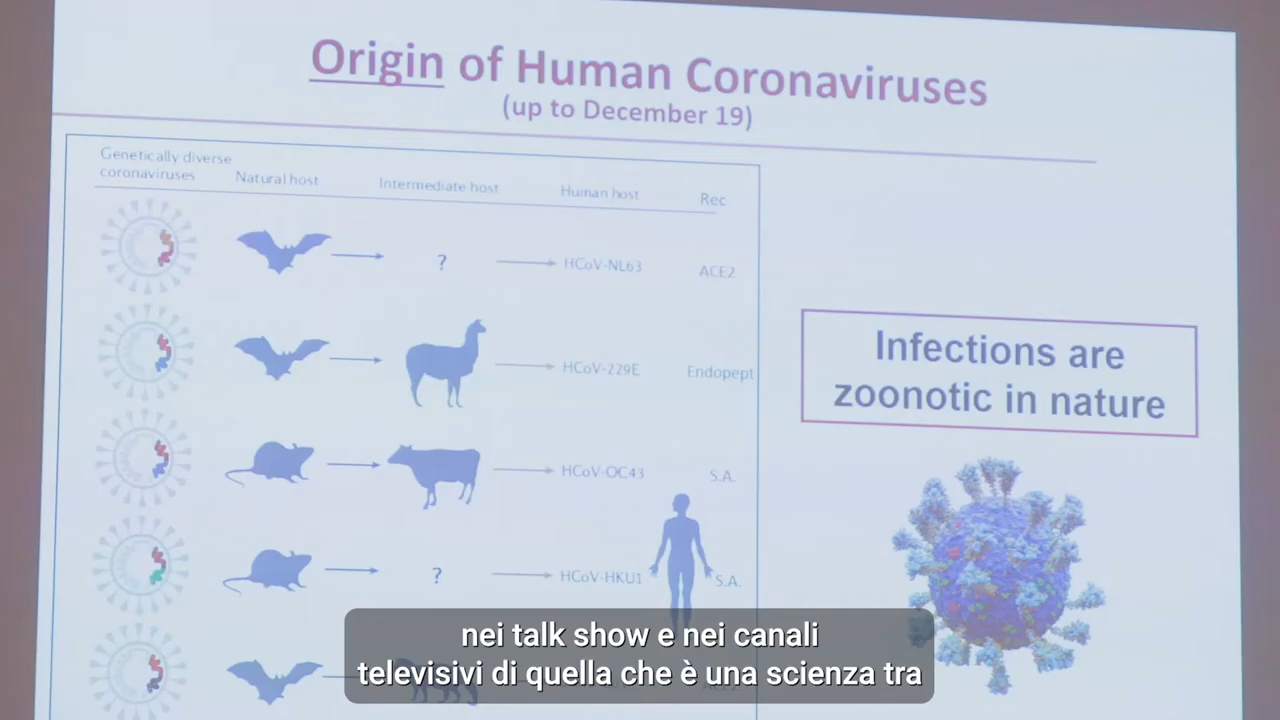 Origin of Human Coronaviruses
(up to December 19)
Genetically diverse
coronaviruses
Natural host
Intermediate host
Human host
Rec
?
HCoV-NL63
ACE2
HCoV-229E
Endopept
HCoV-OC43
S.A.
?
HCoV-HKU1
S.A.
Infections are
zoonotic in nature
nei talk show e nei canali
televisivi di quella che è una scienza tra